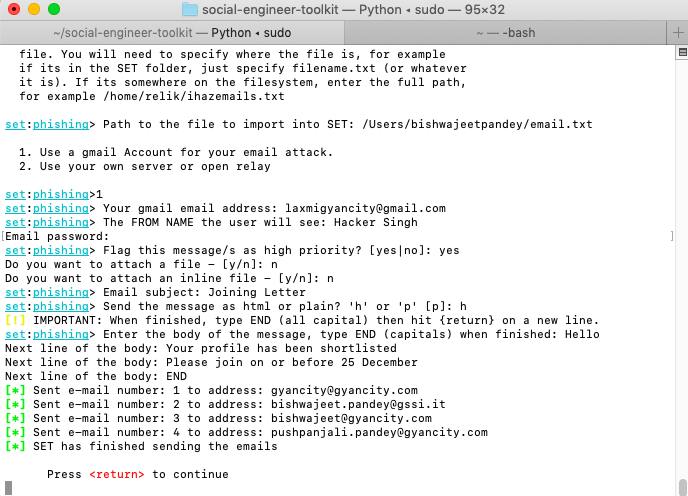 social-engineer-toolkit — Python ◂ sudo — 95×32
~/social-engineer-toolkit — Python ◂ sudo
~ — -bash
+
file. You will need to specify where the file is, for example
if its in the SET folder, just specify filename.txt (or whatever
it is). If its somewhere on the filesystem, enter the full path,
for example /home/relik/ihazemails.txt
set:phishing> Path to the file to import into SET: /Users/bishwajeetpandey/email.txt
1. Use a gmail Account for your email attack.
2. Use your own server or open relay
set:phishing>1
set:phishing> Your gmail email address: laxmigyancity@gmail.com
set:phishing> The FROM NAME the user will see: Hacker Singh
[Email password: ]
set:phishing> Flag this message/s as high priority? [yes|no]: yes
Do you want to attach a file - [y/n]: n
Do you want to attach an inline file - [y/n]: n
set:phishing> Email subject: Joining Letter
set:phishing> Send the message as html or plain? 'h' or 'p' [p]: h
[!] IMPORTANT: When finished, type END (all capital) then hit {return} on a new line.
set:phishing> Enter the body of the message, type END (capitals) when finished: Hello
Next line of the body: Your profile has been shortlisted
Next line of the body: Please join on or before 25 December
Next line of the body: END
[*] Sent e-mail number: 1 to address: gyancity@gyancity.com
[*] Sent e-mail number: 2 to address: bishwajeet.pandey@gssi.it
[*] Sent e-mail number: 3 to address: bishwajeet@gyancity.com
[*] Sent e-mail number: 4 to address: pushpanjali.pandey@gyancity.com
[*] SET has finished sending the emails
Press <return> to continue